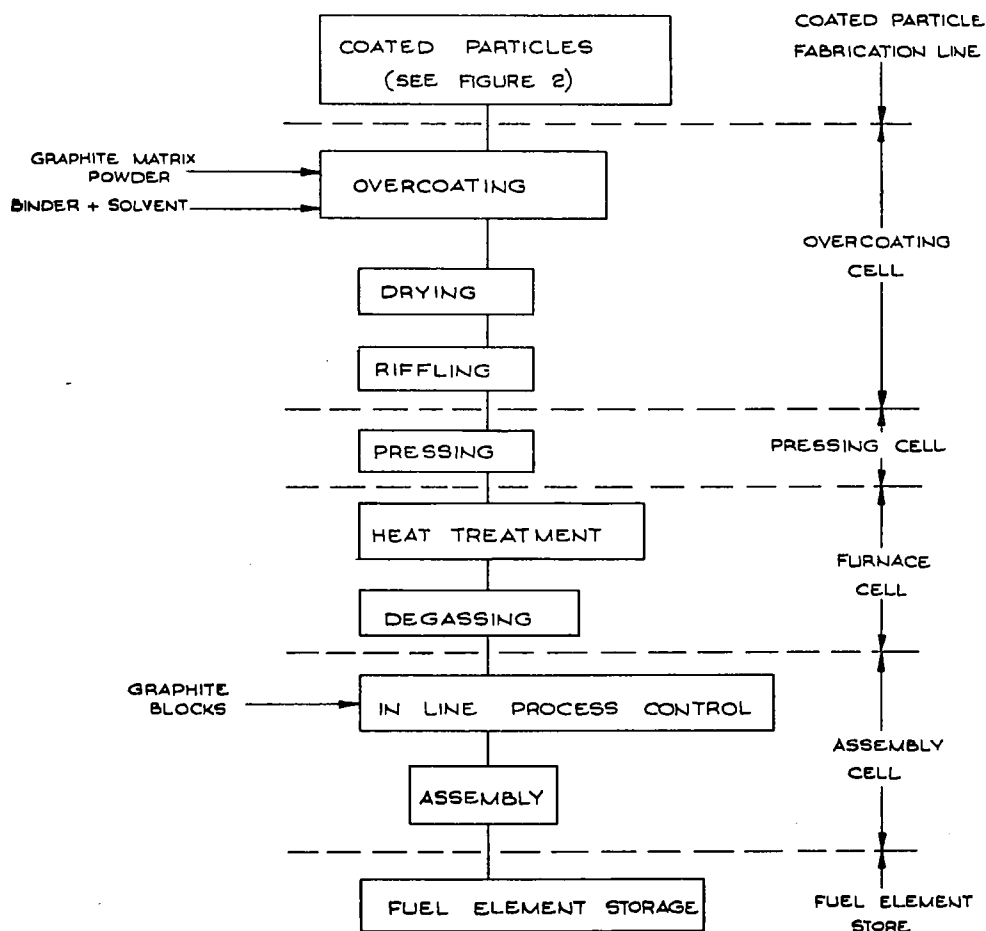 COATED PARTICLES
(SEE FIGURE 2)
COATED PARTICLE
FABRICATION LINE
GRAPHITE MATRIX
POWDER
BINDER + SOLVENT
OVERCOATING
OVERCOATING
CELL
DRYING
RIFFLING
PRESSING
PRESSING CELL
HEAT TREATMENT
FURNACE
CELL
DEGASSING
GRAPHITE
BLOCKS
IN LINE PROCESS CONTROL
ASSEMBLY
CELL
ASSEMBLY
FUEL ELEMENT STORAGE
FUEL ELEMENT
STORE